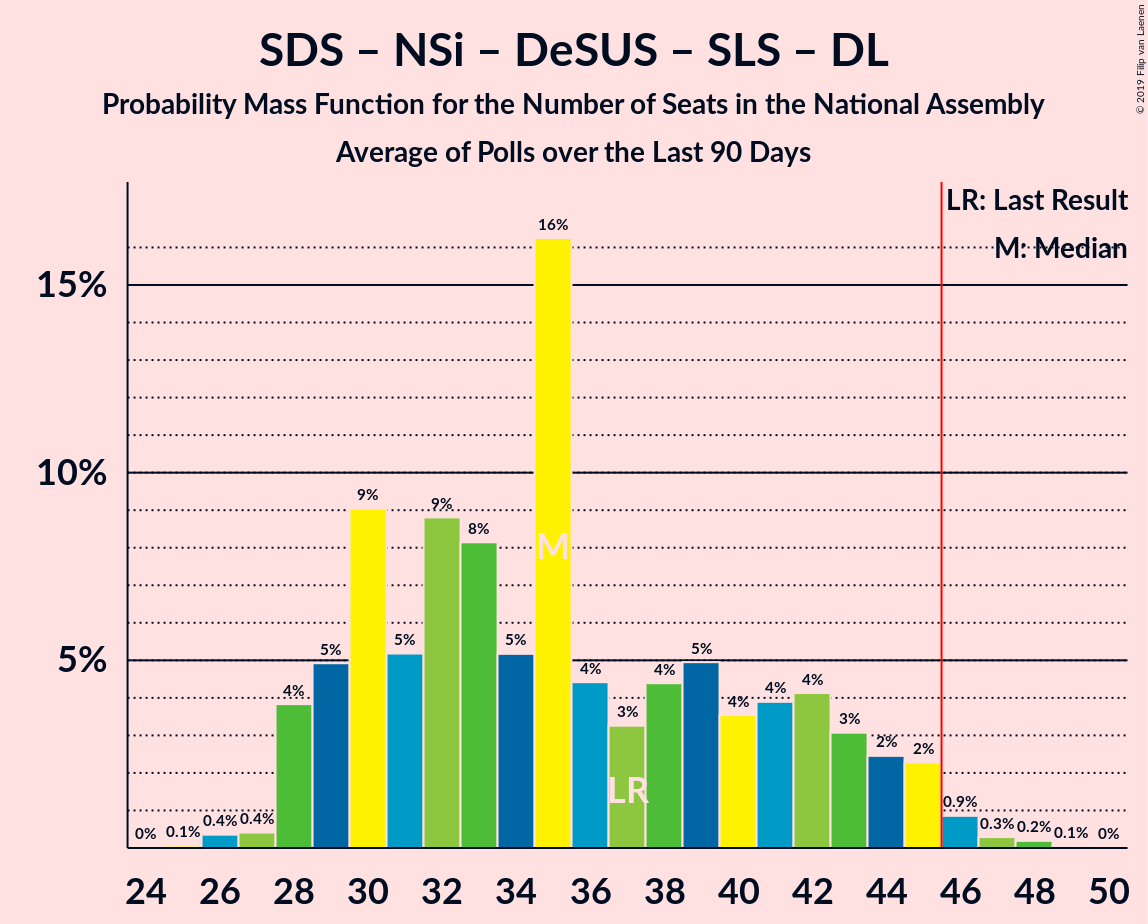 SDS – NSi – DeSUS – SLS – DL
Probability Mass Function for the Number of Seats in the National Assembly
Average of Polls over the Last 90 Days
© 2019 Filip van Laenen
LR: Last Result
M: Median
15%
10%
5%
0% 0.1% 0.4% 0.4% 4% 5% 9% 5% 9% 8% 5% 16% 4% 3% 4% 5% 4% 4% 4% 3% 2% 2% 0.9% 0.3% 0.2% 0.1% 0%
M
LR
24 26 28 30 32 34 36 38 40 42 44 46 48 50